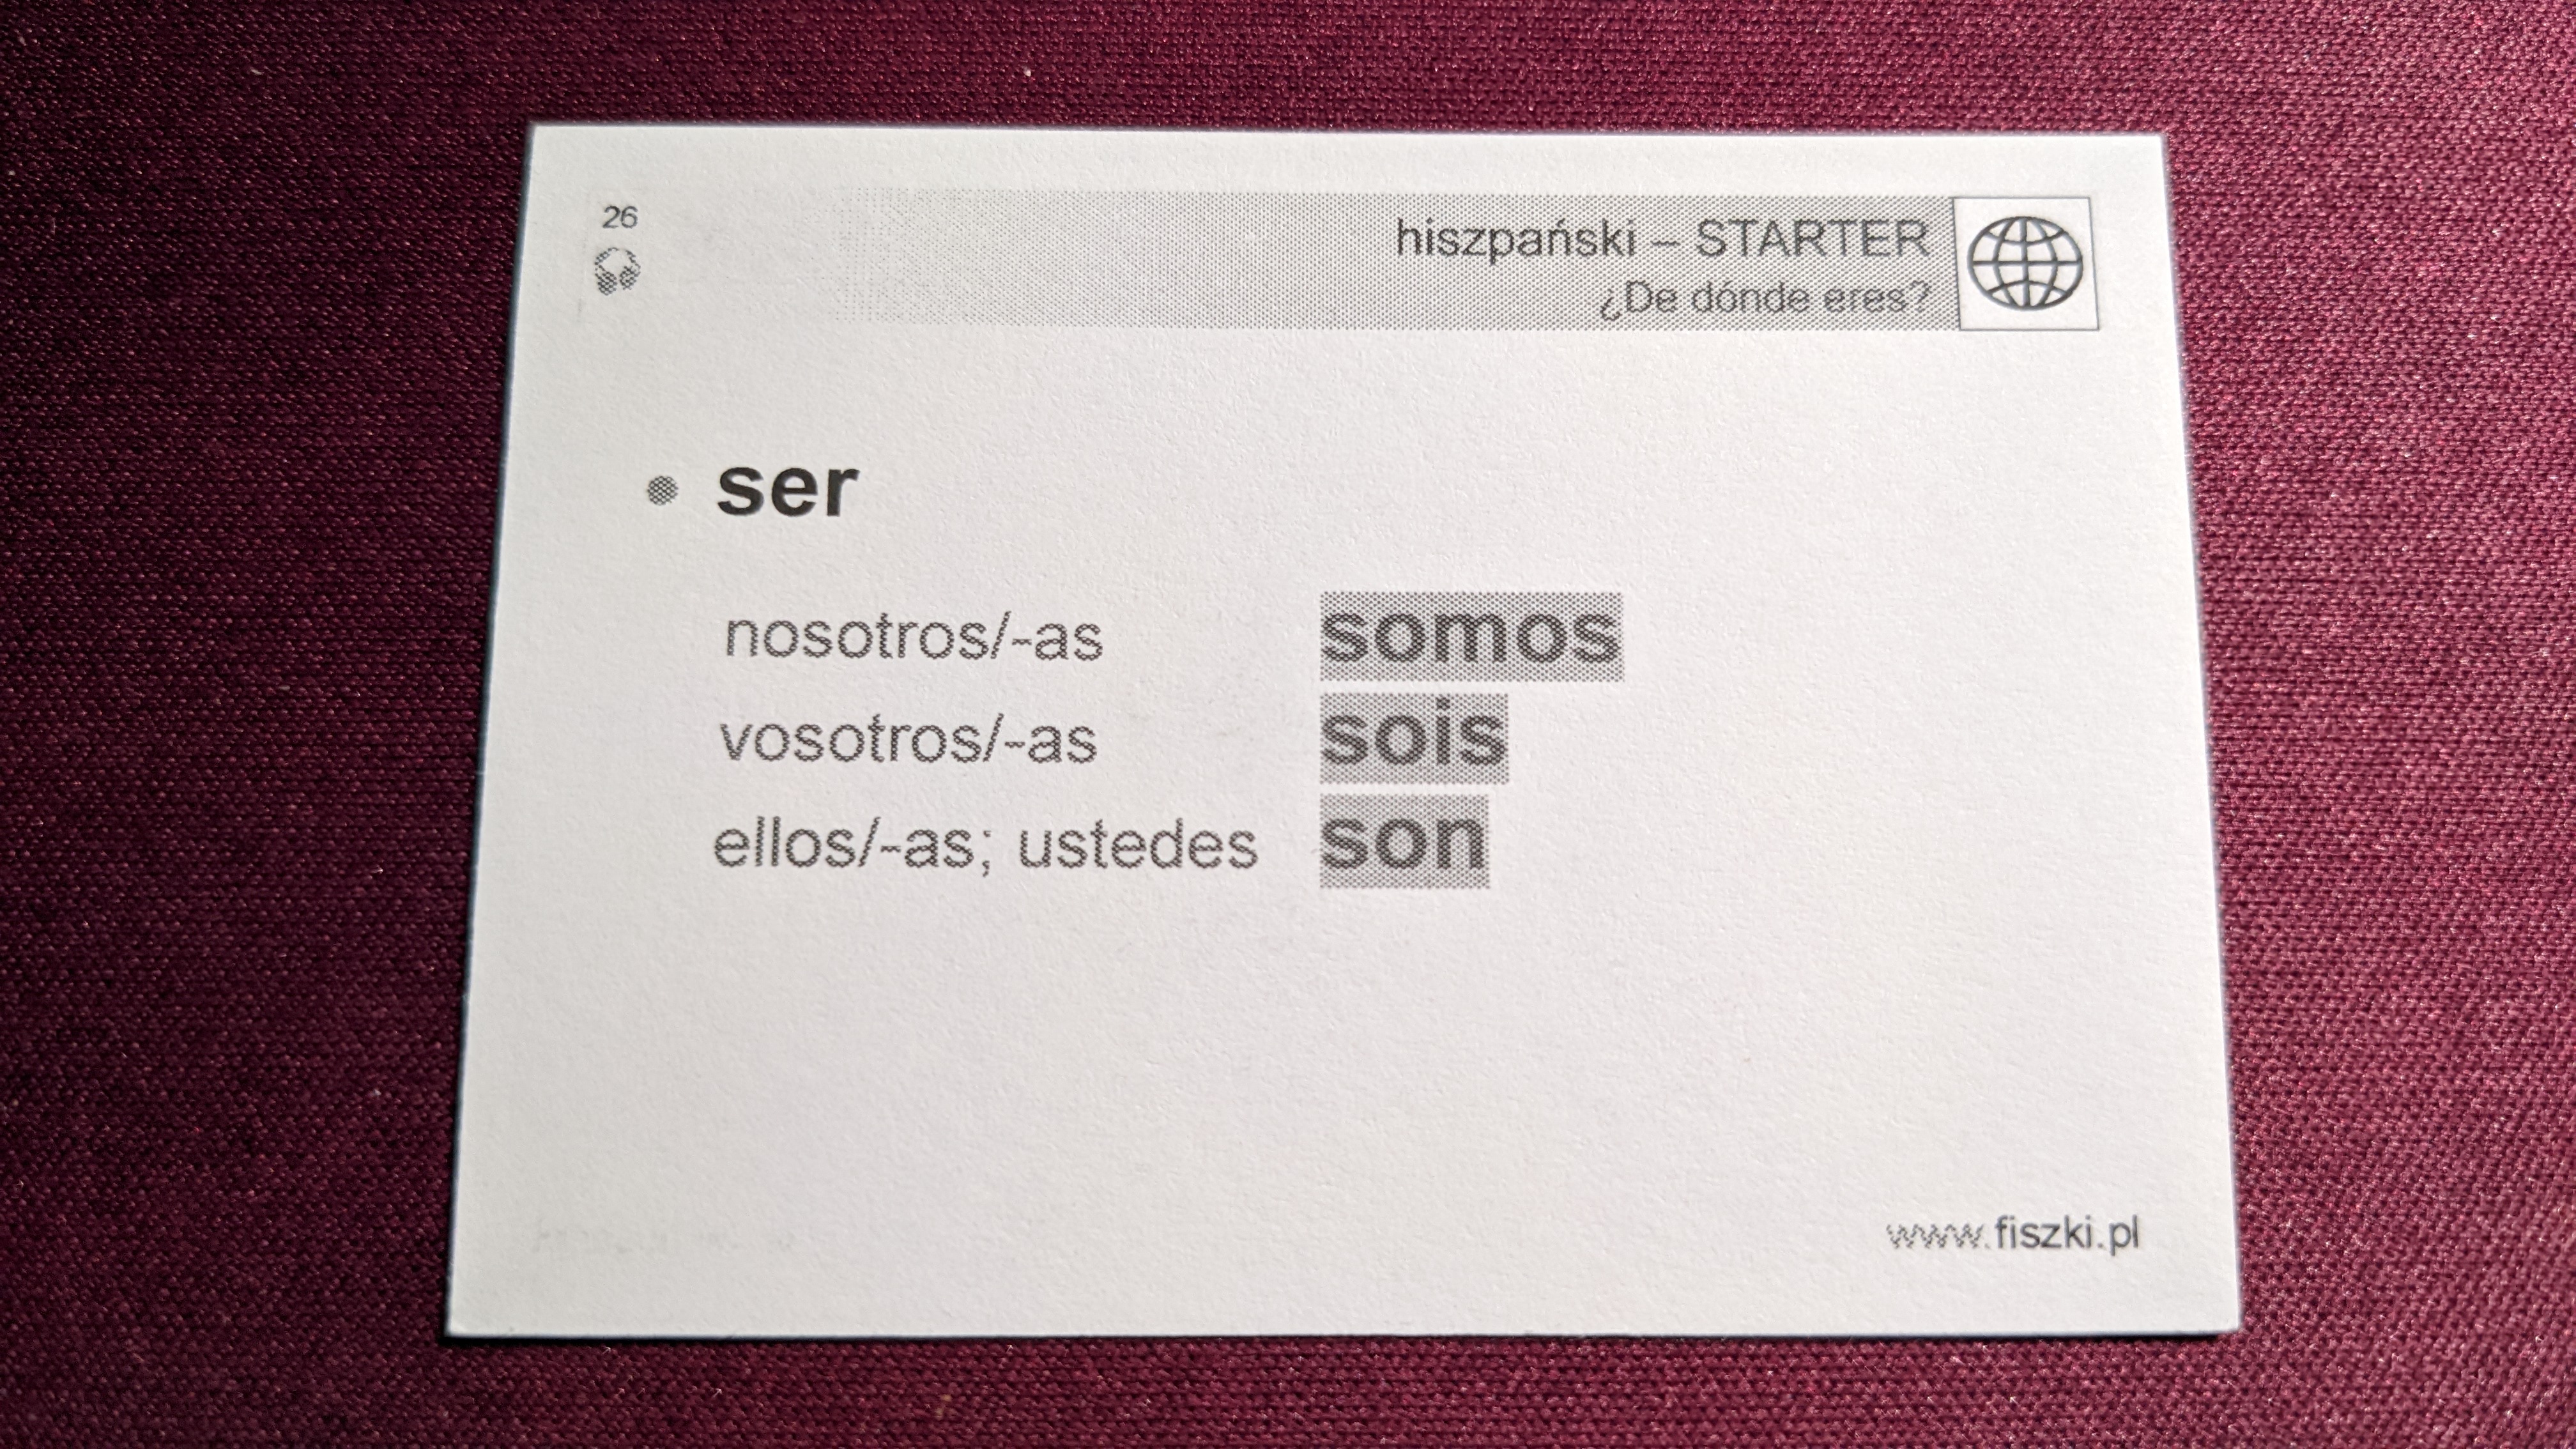 26
hiszpański – STARTER
¿De dónde eres?
• ser
nosotros/-as somos
vosotros/-as sois
ellos/-as; ustedes son
www.fiszki.pl